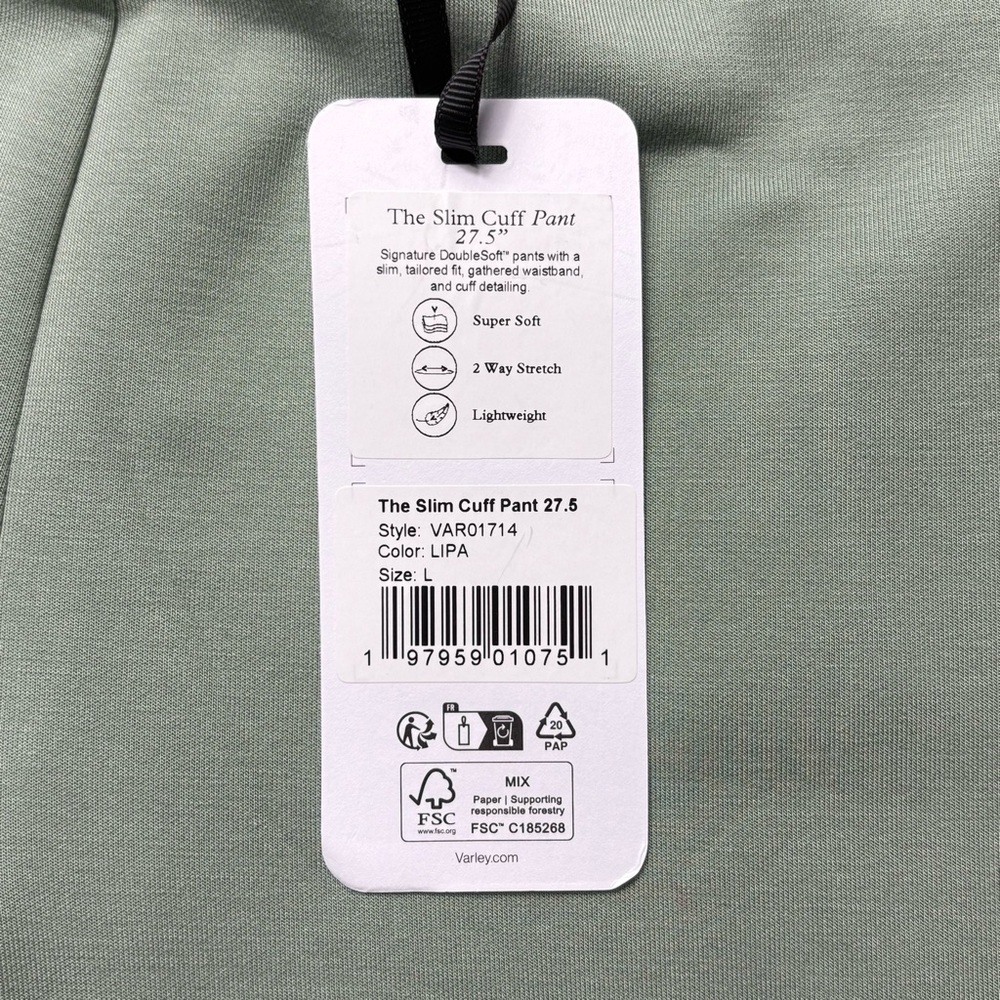 The Slim Cuff Pant
27.5”
Signature DoubleSoft™ pants with a
slim, tailored fit, gathered waistband,
and cuff detailing.
Super Soft
2 Way Stretch
Lightweight
The Slim Cuff Pant 27.5
Style: VAR01714
Color: LIPA
Size: L
1 97959 01075 1
FR
20
PAP
FSC™
www.fsc.org
MIX
Paper | Supporting
responsible forestry
FSC™ C185268
Varley.com